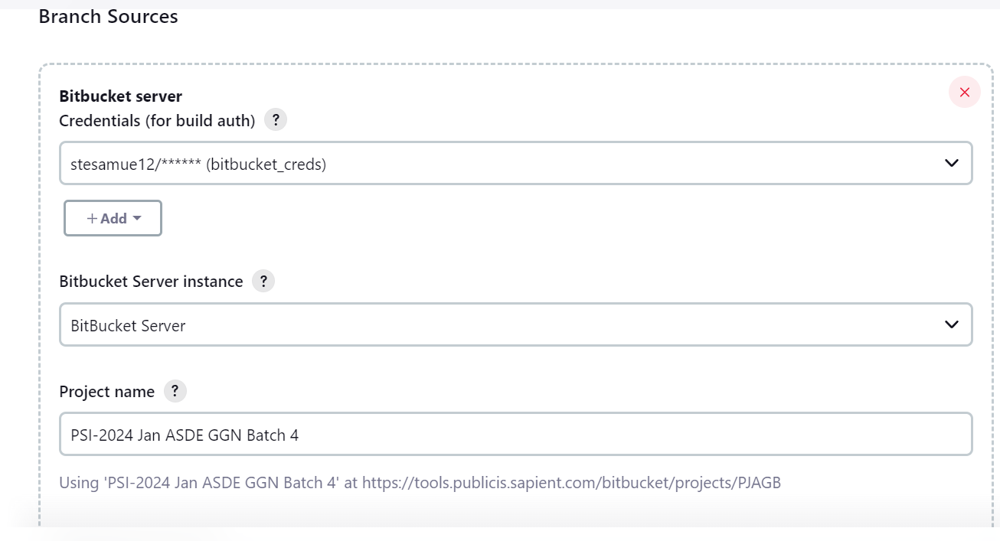 Branch Sources
Bitbucket server
Credentials (for build auth) ?
stesamue12/****** (bitbucket_creds)
+ Add
Bitbucket Server instance ?
BitBucket Server
Project name ?
PSI-2024 Jan ASDE GGN Batch 4
Using 'PSI-2024 Jan ASDE GGN Batch 4' at https://tools.publicis.sapient.com/bitbucket/projects/PJAGB